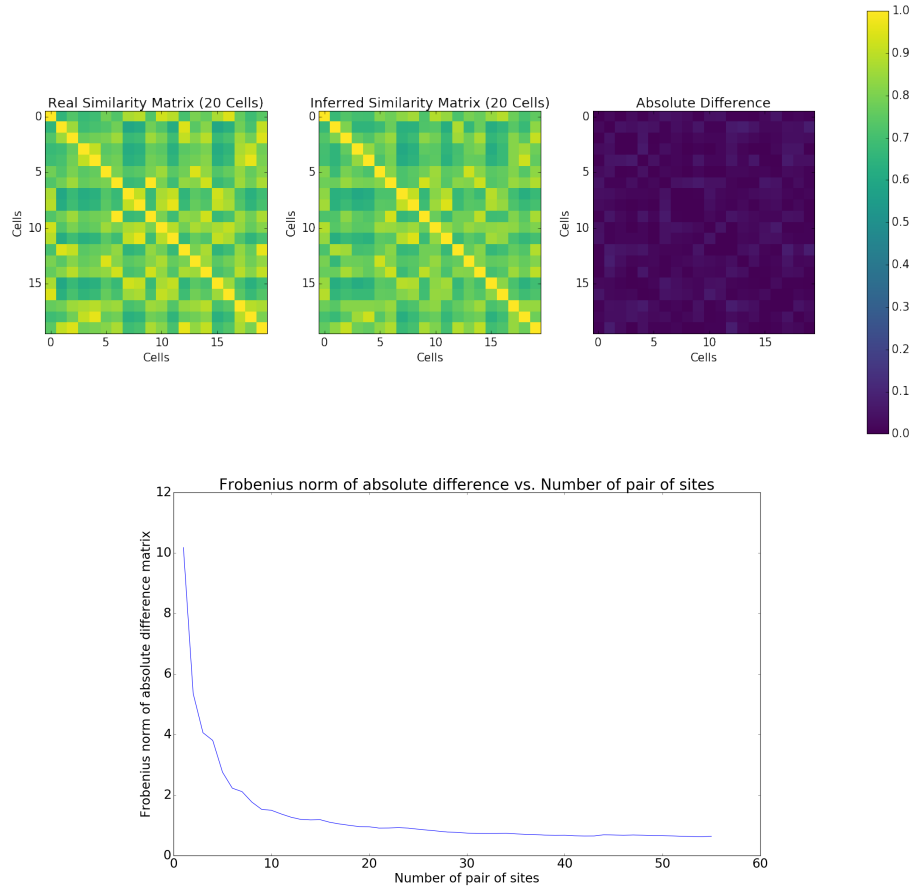 Real Similarity Matrix (20 Cells)
Inferred Similarity Matrix (20 Cells)
Absolute Difference
0
5
10
15
Cells
0 5 10 15
Cells
0
5
10
15
Cells
0 5 10 15
Cells
0
5
10
15
Cells
0 5 10 15
Cells
1.0
0.9
0.8
0.7
0.6
0.5
0.4
0.3
0.2
0.1
0.0
Frobenius norm of absolute difference vs. Number of pair of sites
Frobenius norm of absolute difference matrix
12
10
8
6
4
2
0
0 10 20 30 40 50 60
Number of pair of sites